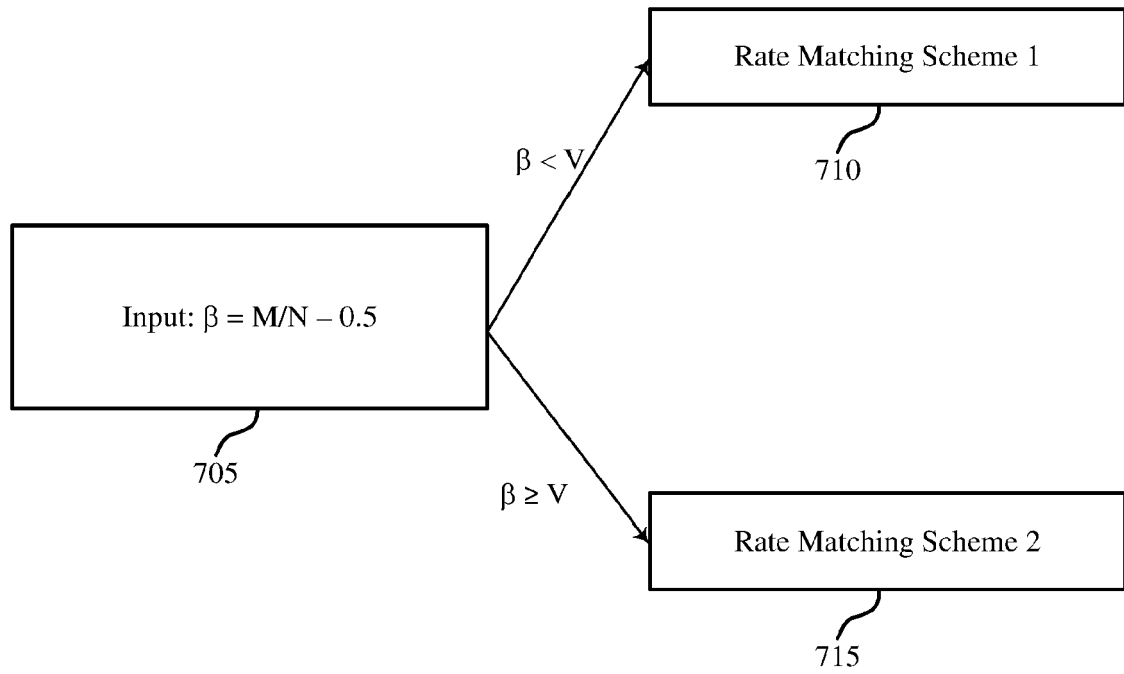 Rate Matching Scheme 1
710
β < V
Input: β = M/N – 0.5
705
β ≥ V
Rate Matching Scheme 2
715